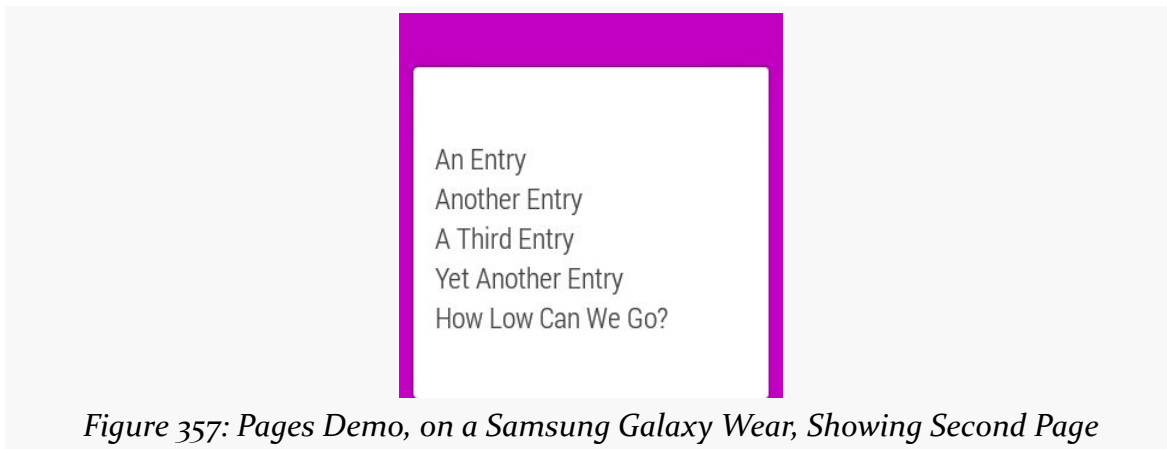 An Entry
Another Entry
A Third Entry
Yet Another Entry
How Low Can We Go?
Figure 357: Pages Demo, on a Samsung Galaxy Wear, Showing Second Page